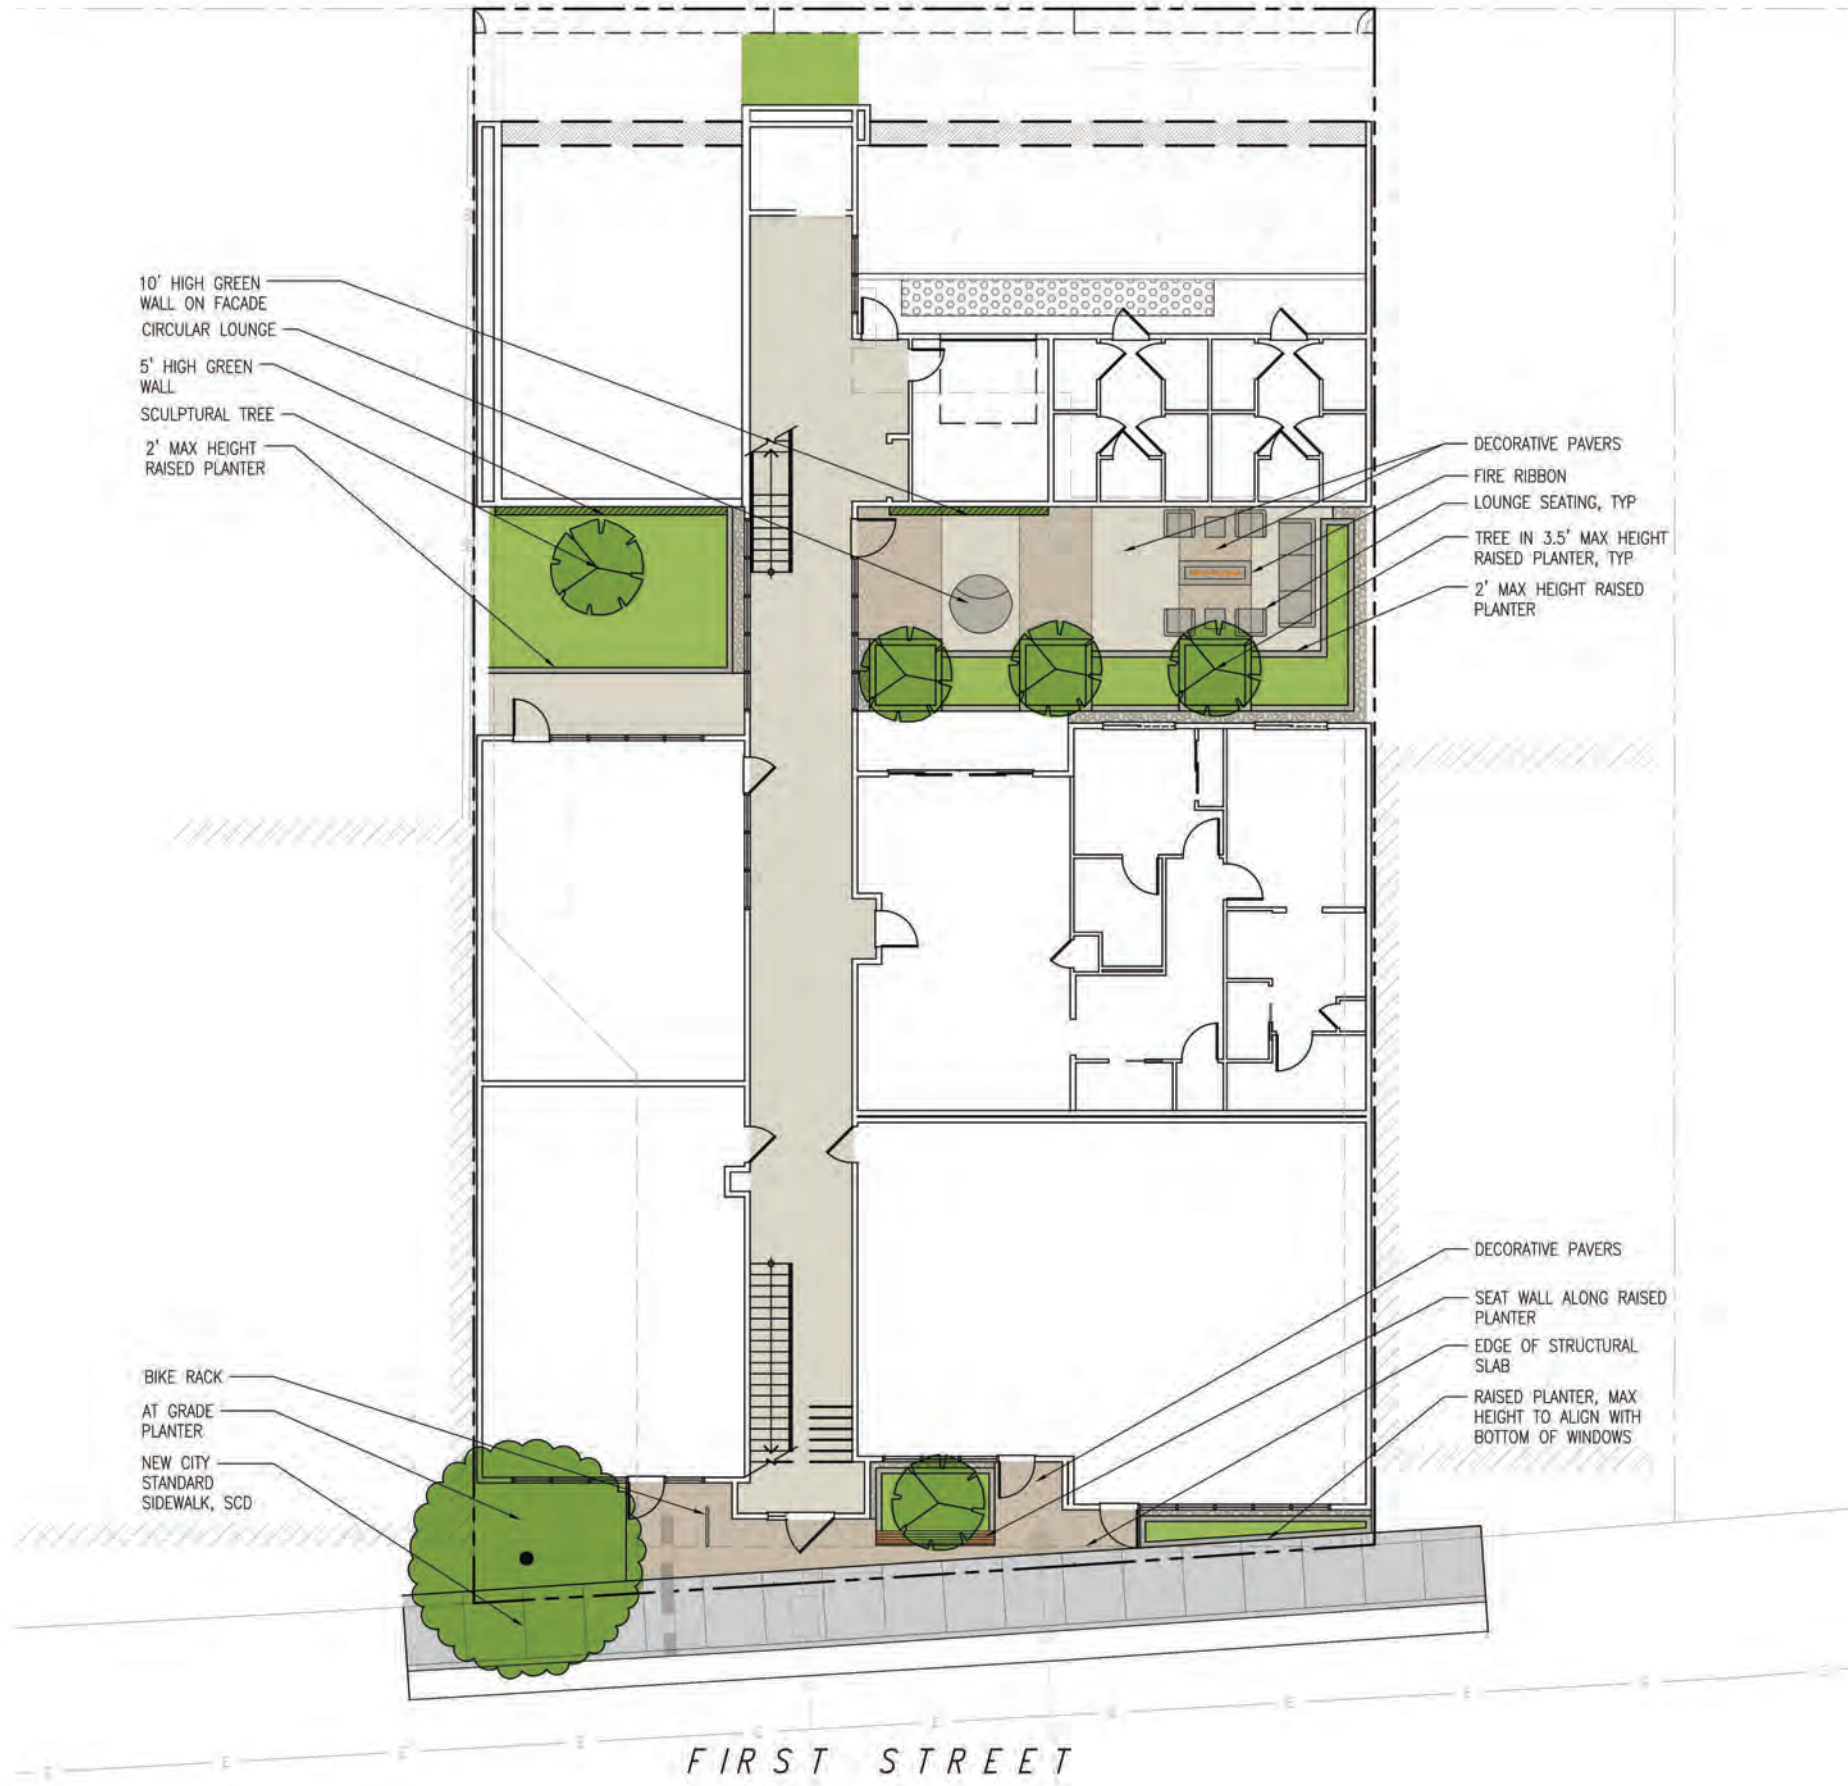 10' HIGH GREEN
WALL ON FACADE
CIRCULAR LOUNGE
5' HIGH GREEN
WALL
SCULPTURAL TREE
2' MAX HEIGHT
RAISED PLANTER
DECORATIVE PAVERS
FIRE RIBBON
LOUNGE SEATING, TYP
TREE IN 3.5' MAX HEIGHT
RAISED PLANTER, TYP
2' MAX HEIGHT RAISED
PLANTER
DECORATIVE PAVERS
SEAT WALL ALONG RAISED
PLANTER
EDGE OF STRUCTURAL
SLAB
RAISED PLANTER, MAX
HEIGHT TO ALIGN WITH
BOTTOM OF WINDOWS
BIKE RACK
AT GRADE
PLANTER
NEW CITY
STANDARD
SIDEWALK, SCD
E E E E E E E E
FIRST STREET